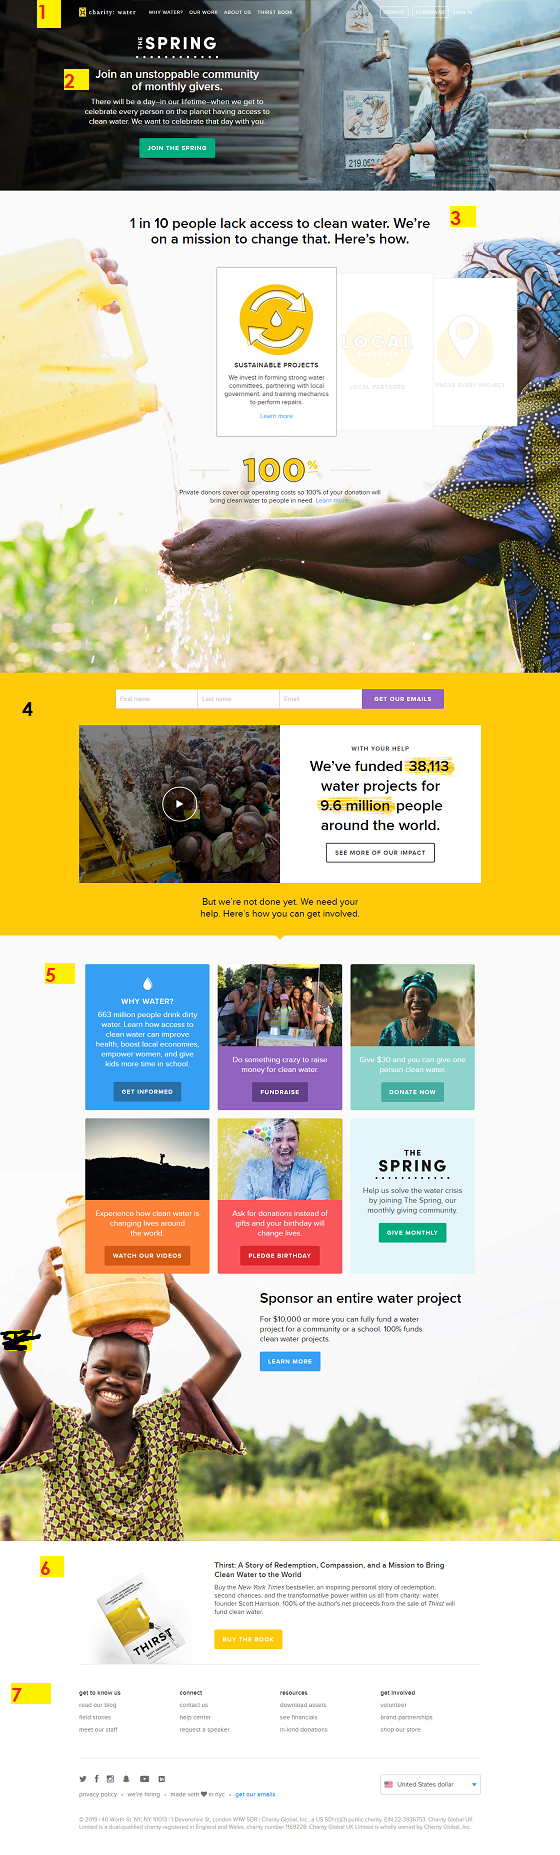 1
charity: water
WHY WATER? OUR WORK ABOUT US THIRST BOOK
DONATE FUNDRAISE SIGN IN
THE SPRING
2
Join an unstoppable community
of monthly givers.
There will be a day—in our lifetime—when we get to
celebrate every person on the planet having access to
clean water. We want to celebrate that day with you.
JOIN THE SPRING
3
1 in 10 people lack access to clean water. We're
on a mission to change that. Here's how.
SUSTAINABLE PROJECTS
We invest in forming strong water
committees, partnering with local
government, and training mechanics
to perform repairs.
Learn more
LOCAL
LOCAL PARTNERS
PROVE EVERY PROJECT
100%
Private donors cover our operating costs so 100% of your donation will
bring clean water to people in need. Learn more
4
First name Last name Email GET OUR EMAILS
WITH YOUR HELP
We've funded 38,113
water projects for
9.6 million people
around the world.
SEE MORE OF OUR IMPACT
But we're not done yet. We need your
help. Here's how you can get involved.
5
WHY WATER?
663 million people drink dirty
water. Learn how access to
clean water can improve
health, boost local economies,
empower women, and give
kids more time in school.
GET INFORMED
Do something crazy to raise
money for clean water.
FUNDRAISE
Give $30 and you can give one
person clean water.
DONATE NOW
Experience how clean water is
changing lives around
the world.
WATCH OUR VIDEOS
Ask for donations instead of
gifts and your birthday will
change lives.
PLEDGE BIRTHDAY
THE
SPRING
Help us solve the water crisis
by joining The Spring, our
monthly giving community.
GIVE MONTHLY
Sponsor an entire water project
For $10,000 or more you can fully fund a water
project for a community or a school. 100% funds
clean water projects.
LEARN MORE
6
THIRST
Thirst: A Story of Redemption, Compassion, and a Mission to Bring
Clean Water to the World
Buy the New York Times bestseller, an inspiring personal story of redemption,
second chances, and the transformative power within us all from charity: water
founder Scott Harrison. 100% of the author's net proceeds from the sale of Thirst will
fund clean water.
BUY THE BOOK
7
get to know us
read our blog
field stories
meet our staff
connect
contact us
help center
request a speaker
resources
download assets
see financials
in-kind donations
get involved
volunteer
brand partnerships
shop our store
privacy policy • we're hiring • made with in nyc • get our emails
United States dollar
© 2019 | 40 Worth St, NY, NY 10013 | 1 Devonshire St, London W1W 5DR | Charity Global, Inc., a US 501 (c)(3) public charity, EIN 22-3936753. Charity Global UK
Limited is a dual-qualified charity registered in England and Wales, charity number 1169228. Charity Global UK Limited is wholly owned by Charity Global, Inc.